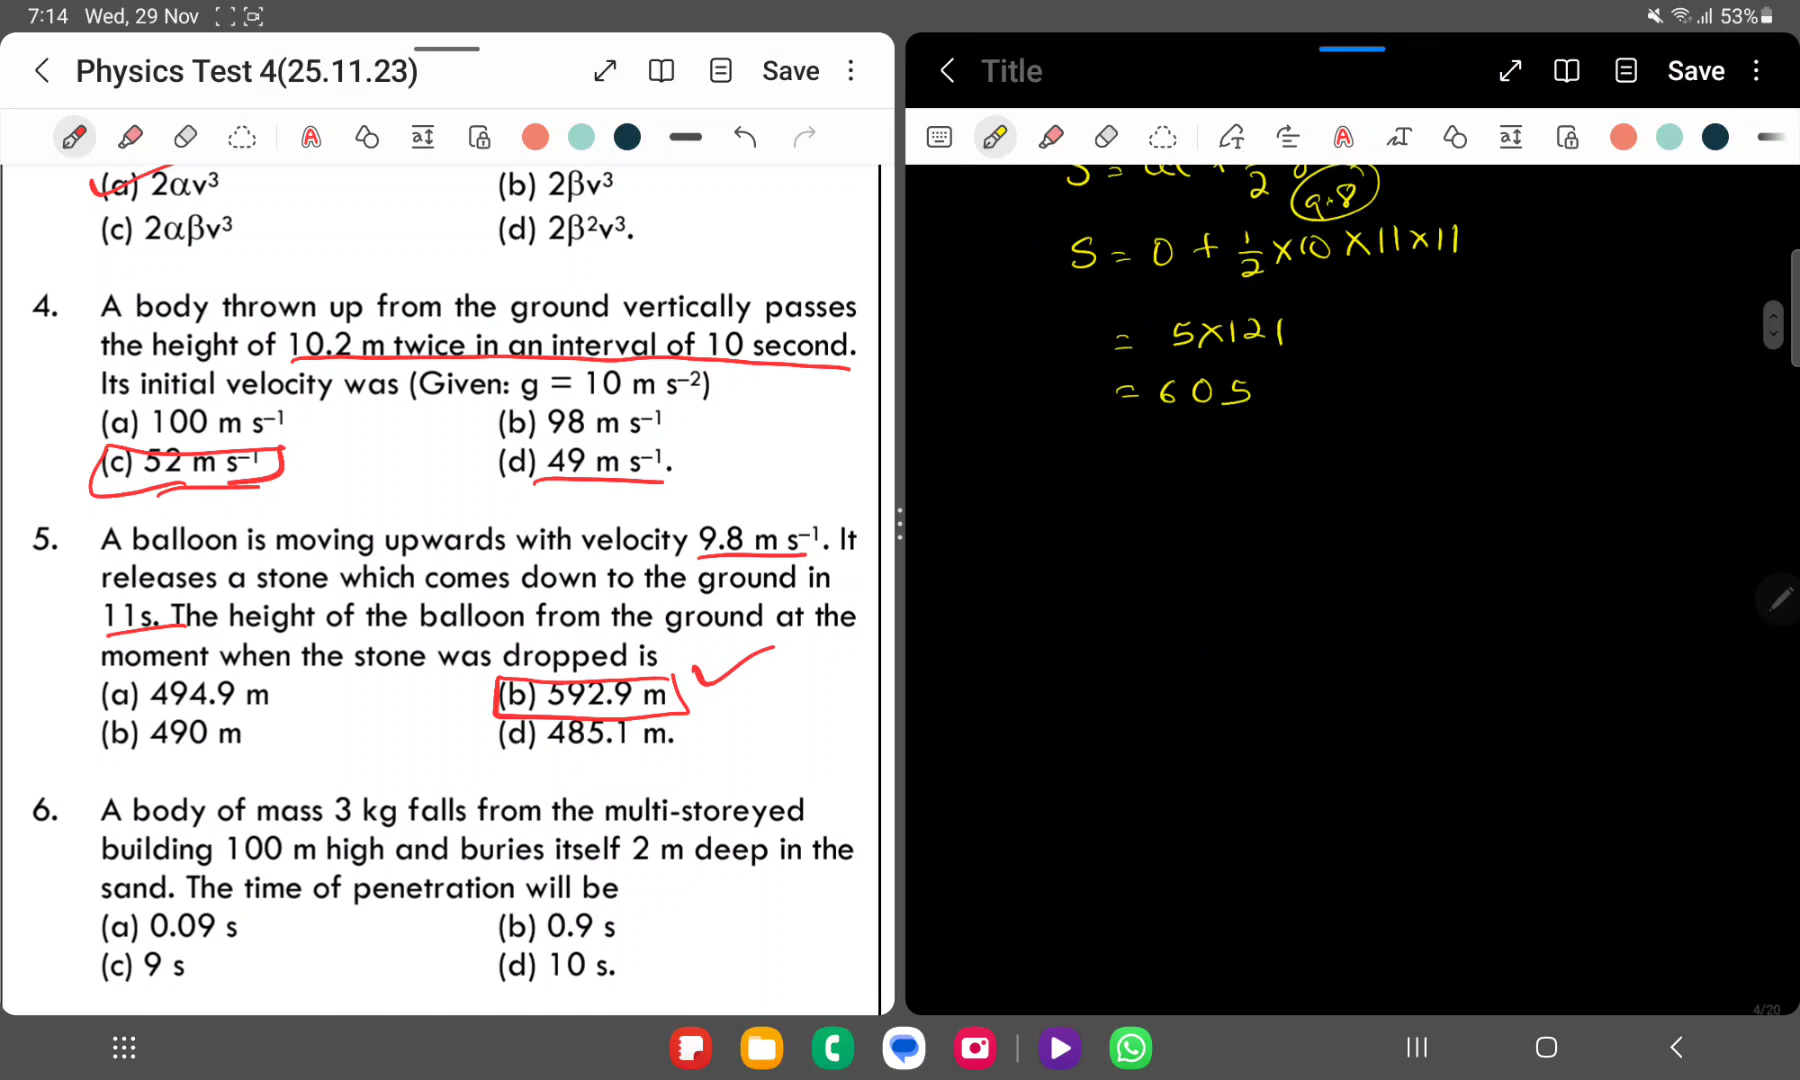 7:14 Wed, 29 Nov
53%
Physics Test 4(25.11.23)
Save
(a) 2αv³
(b) 2βv³
(c) 2αβv³
(d) 2β²v³.
4. A body thrown up from the ground vertically passes
the height of 10.2 m twice in an interval of 10 second.
Its initial velocity was (Given: g = 10 m s⁻²)
(a) 100 m s⁻¹
(b) 98 m s⁻¹
(c) 52 m s⁻¹
(d) 49 m s⁻¹.
5. A balloon is moving upwards with velocity 9.8 m s⁻¹. It
releases a stone which comes down to the ground in
11s. The height of the balloon from the ground at the
moment when the stone was dropped is
(a) 494.9 m
(b) 592.9 m
(b) 490 m
(d) 485.1 m.
6. A body of mass 3 kg falls from the multi-storeyed
building 100 m high and buries itself 2 m deep in the
sand. The time of penetration will be
(a) 0.09 s
(b) 0.9 s
(c) 9 s
(d) 10 s.
Title
Save
9.8
S = 0 + 1/2 × 10 × 11 × 11
= 5×121
= 605
4/20